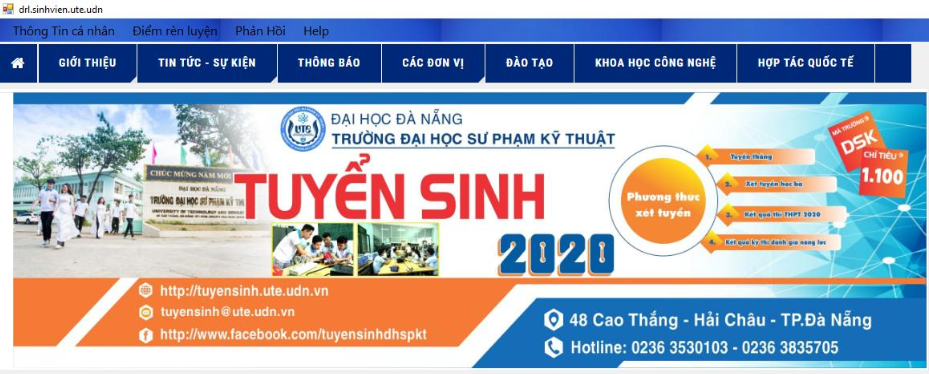 drl.sinhvien.ute.udn
Thông Tin cá nhân Điểm rèn luyện Phản Hồi Help
GIỚI THIỆU TIN TỨC - SỰ KIỆN THÔNG BÁO CÁC ĐƠN VỊ ĐÀO TẠO KHOA HỌC CÔNG NGHỆ HỢP TÁC QUỐC TẾ
ĐẠI HỌC ĐÀ NẴNG
TRƯỜNG ĐẠI HỌC SƯ PHẠM KỸ THUẬT
UTE
CHÚC MỪNG NĂM MỚI
ĐẠI HỌC ĐÀ NẴNG
TRƯỜNG ĐẠI HỌC SƯ PHẠM KỸ TH
UNIVERSITY OF TECHNOLOGY AND
TUYỂN SINH
2020
Phương thức
xét tuyển
1. Tuyển thẳng
2. Xét tuyển học bạ
3. Kết quả thi THPT 2020
4. Kết quả kỳ thi đánh giá năng lực
MÃ TRƯỜNG
DSK
CHỈ TIÊU
1.100
http://tuyensinh.ute.udn.vn
tuyensinh@ute.udn.vn
http://www.facebook.com/tuyensinhdhspkt
48 Cao Thắng - Hải Châu - TP.Đà Nẵng
Hotline: 0236 3530103 - 0236 3835705